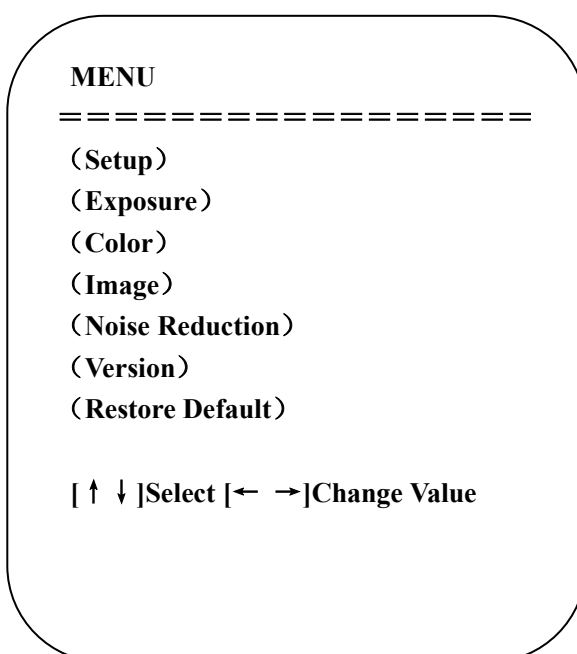 MENU
=================
（Setup）
（Exposure）
（Color）
（Image）
（Noise Reduction）
（Version）
（Restore Default）
[↑ ↓]Select [← →]Change Value